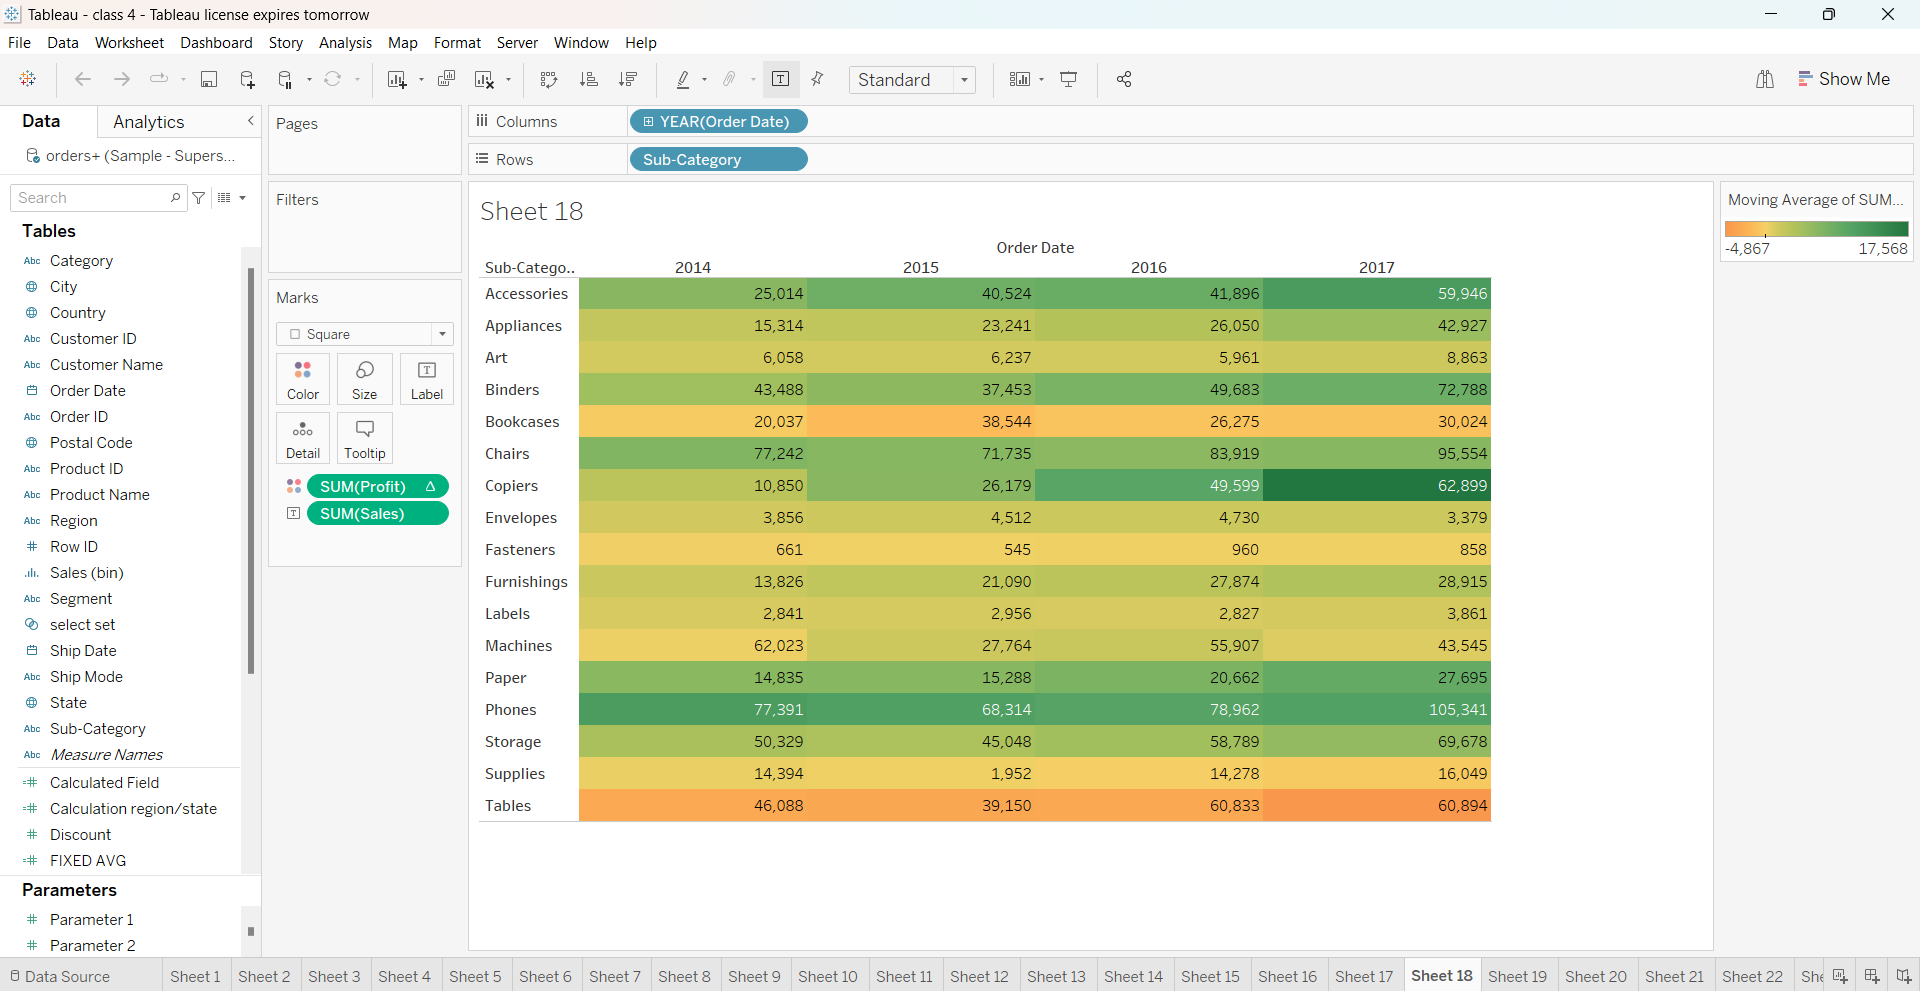 Tableau - class 4 - Tableau license expires tomorrow
File Data Worksheet Dashboard Story Analysis Map Format Server Window Help
Standard
Show Me
Data Analytics
orders+ (Sample - Supers...
Search
Tables
Abc Category
City
Country
Abc Customer ID
Abc Customer Name
Order Date
Abc Order ID
Postal Code
Abc Product ID
Abc Product Name
Abc Region
# Row ID
Sales (bin)
Abc Segment
select set
Ship Date
Abc Ship Mode
State
Abc Sub-Category
Abc Measure Names
=# Calculated Field
=# Calculation region/state
# Discount
=# FIXED AVG
Parameters
# Parameter 1
# Parameter 2
Pages
Filters
Marks
Square
Color Size Label
Detail Tooltip
SUM(Profit) Δ
SUM(Sales)
Columns YEAR(Order Date)
Rows Sub-Category
Sheet 18
Order Date
Sub-Catego.. 2014 2015 2016 2017
Accessories 25,014 40,524 41,896 59,946
Appliances 15,314 23,241 26,050 42,927
Art 6,058 6,237 5,961 8,863
Binders 43,488 37,453 49,683 72,788
Bookcases 20,037 38,544 26,275 30,024
Chairs 77,242 71,735 83,919 95,554
Copiers 10,850 26,179 49,599 62,899
Envelopes 3,856 4,512 4,730 3,379
Fasteners 661 545 960 858
Furnishings 13,826 21,090 27,874 28,915
Labels 2,841 2,956 2,827 3,861
Machines 62,023 27,764 55,907 43,545
Paper 14,835 15,288 20,662 27,695
Phones 77,391 68,314 78,962 105,341
Storage 50,329 45,048 58,789 69,678
Supplies 14,394 1,952 14,278 16,049
Tables 46,088 39,150 60,833 60,894
Moving Average of SUM...
-4,867 17,568
Data Source Sheet 1 Sheet 2 Sheet 3 Sheet 4 Sheet 5 Sheet 6 Sheet 7 Sheet 8 Sheet 9 Sheet 10 Sheet 11 Sheet 12 Sheet 13 Sheet 14 Sheet 15 Sheet 16 Sheet 17 Sheet 18 Sheet 19 Sheet 20 Sheet 21 Sheet 22 She